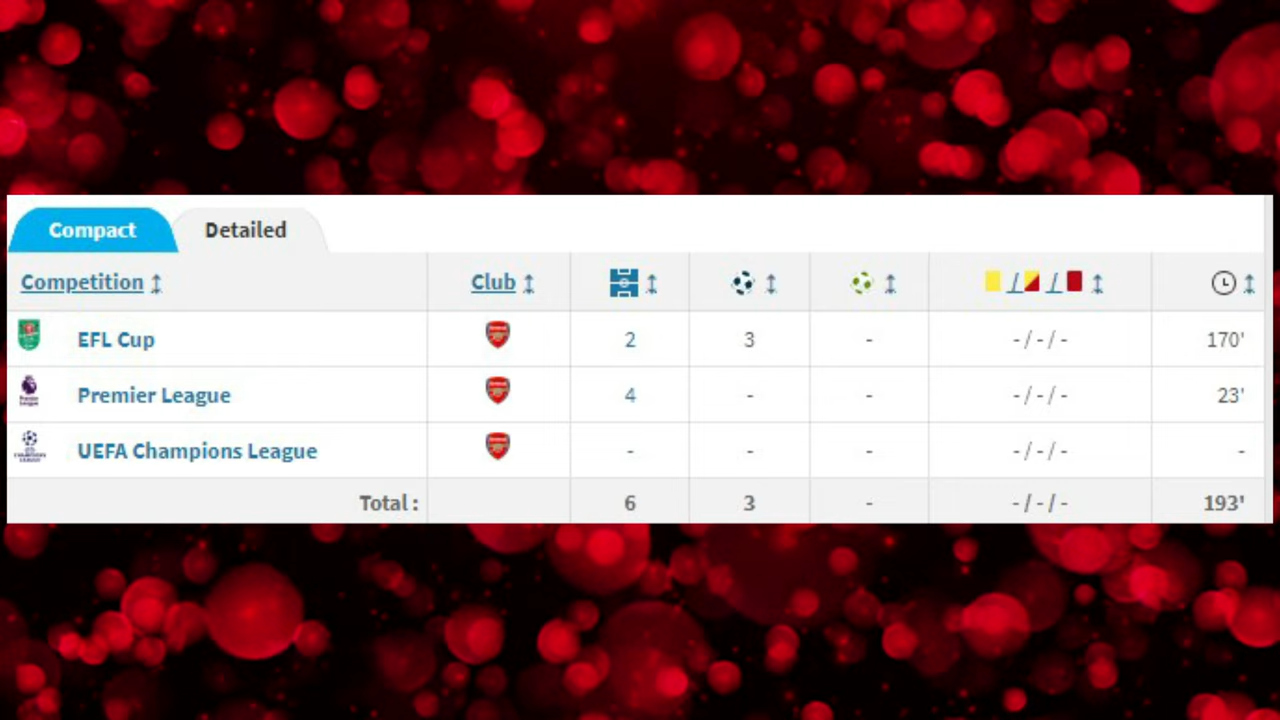 Compact Detailed
Competition Club / /
EFL Cup 2 3 - - / - / - 170'
Premier League 4 - - - / - / - 23'
UEFA Champions League - - - - / - / - -
Total : 6 3 - - / - / - 193'